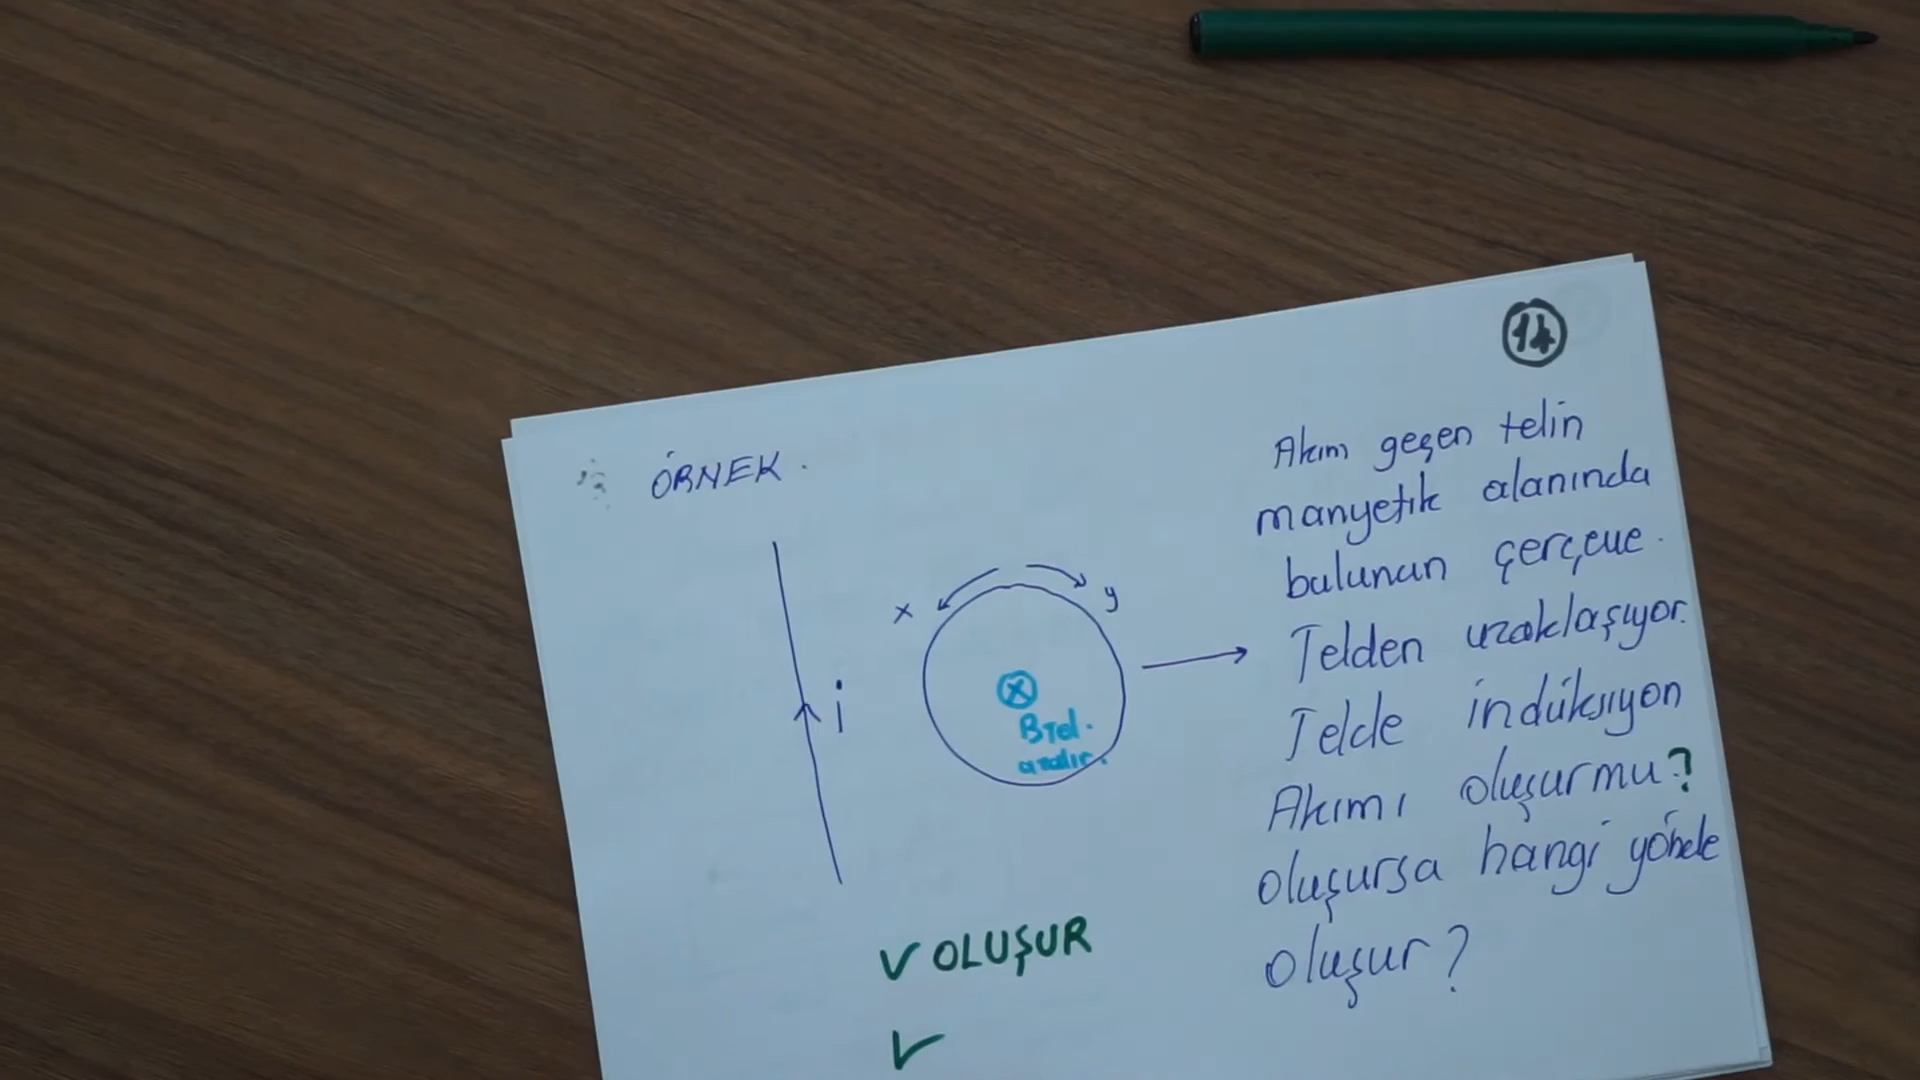 14
ÖRNEK.
Akım geçen telin
manyetik alanında
bulunan çerçeve.
Telden uzaklaşıyor.
Telde indüksiyon
Akımı oluşurmu?
oluşursa hangi yönde
oluşur?
x
y
i
x
BTel.
azalır.
✓ OLUŞUR
✓